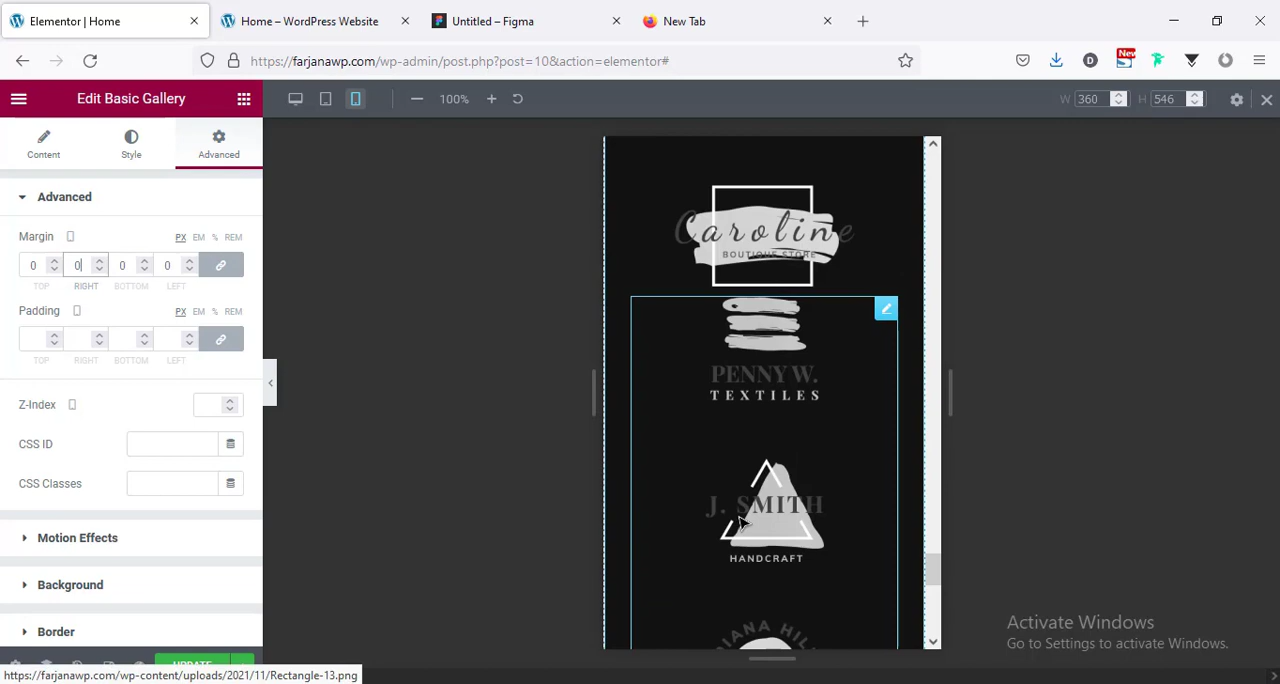 Elementor | Home
Home – WordPress Website
Untitled – Figma
New Tab
https://farjanawp.com/wp-admin/post.php?post=10&action=elementor#
New
D
Edit Basic Gallery
100%
W 360
H 546
Content
Style
Advanced
Advanced
Margin
PX EM % REM
0 0 0 0
TOP RIGHT BOTTOM LEFT
Padding
PX EM % REM
TOP RIGHT BOTTOM LEFT
Z-Index
CSS ID
CSS Classes
Motion Effects
Background
Border
UPDATE
Caroline
BOUTIQUE STORE
PENNY W.
TEXTILES
J. SMITH
HANDCRAFT
Activate Windows
Go to Settings to activate Windows.
https://farjanawp.com/wp-content/uploads/2021/11/Rectangle-13.png